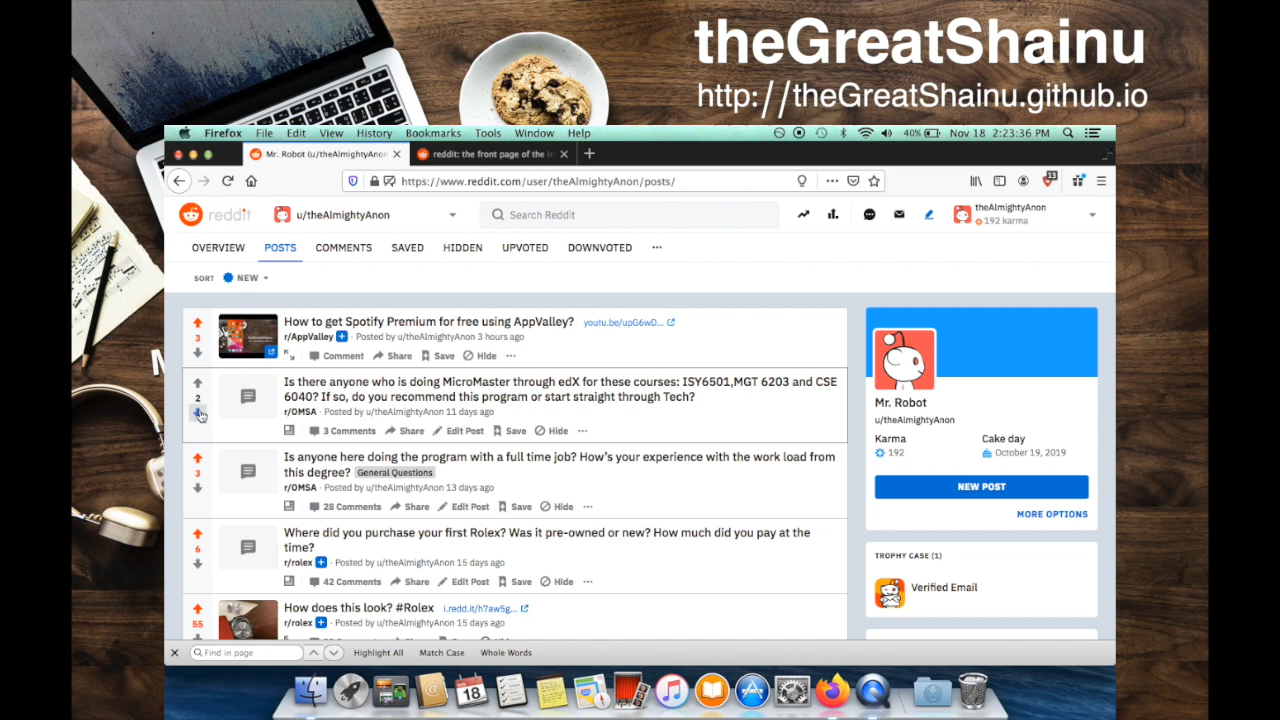 theGreatShainu
http://theGreatShainu.github.io
Firefox File Edit View History Bookmarks Tools Window Help 40% Nov 18 2:23:36 PM
Mr. Robot (u/theAlmightyAnon reddit: the front page of the
https://www.reddit.com/user/theAlmightyAnon/posts/
reddit u/theAlmightyAnon Search Reddit theAlmightyAnon
192 karma
OVERVIEW POSTS COMMENTS SAVED HIDDEN UPVOTED DOWNVOTED
SORT NEW
How to get Spotify Premium for free using AppValley? youtu.be/upG6wD...
3 r/AppValley Posted by u/theAlmightyAnon 3 hours ago
Comment Share Save Hide
Is there anyone who is doing MicroMaster through edX for these courses: ISY6501,MGT 6203 and CSE
2 6040? If so, do you recommend this program or start straight through Tech?
r/OMSA · Posted by u/theAlmightyAnon 11 days ago
3 Comments Share Edit Post Save Hide
Is anyone here doing the program with a full time job? How's your experience with the work load from
3 this degree? General Questions
r/OMSA · Posted by u/theAlmightyAnon 13 days ago
28 Comments Share Edit Post Save Hide
Where did you purchase your first Rolex? Was it pre-owned or new? How much did you pay at the
6 time?
r/rolex Posted by u/theAlmightyAnon 15 days ago
42 Comments Share Edit Post Save Hide
How does this look? #Rolex i.redd.it/h7aw5g...
55 r/rolex Posted by u/theAlmightyAnon 15 days ago
Mr. Robot
u/theAlmightyAnon
Karma Cake day
192 October 19, 2019
NEW POST
MORE OPTIONS
TROPHY CASE (1)
Verified Email
Find in page Highlight All Match Case Whole Words
NOV
18